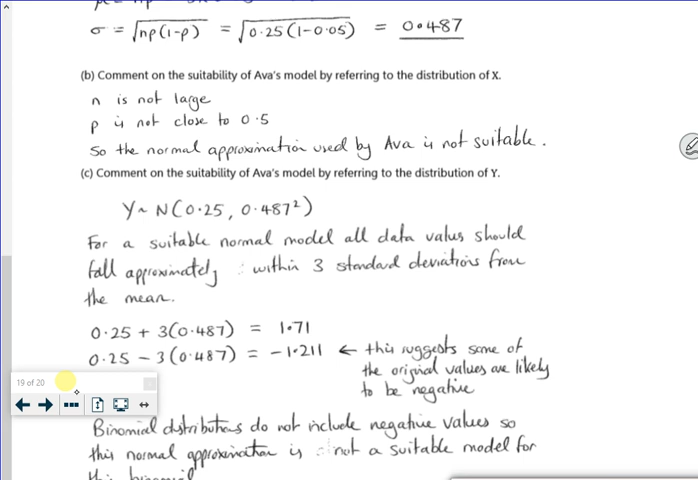 σ = √np(1-p) = √0.25(1-0.05) = 0.487
(b) Comment on the suitability of Ava's model by referring to the distribution of X.
n is not large
p is not close to 0.5
So the normal approximation used by Ava is not suitable.
(c) Comment on the suitability of Ava's model by referring to the distribution of Y.
Y~ N(0.25, 0.487²)
For a suitable normal model all data values should
fall approximately within 3 standard deviations from
the mean.
0.25 + 3(0.487) = 1.71
0.25 - 3(0.487) = -1.211 ← this suggests some of
the original values are likely
to be negative
19 of 20
Binomial distributions do not include negative values so
this normal approximation is not a suitable model for
this binomial